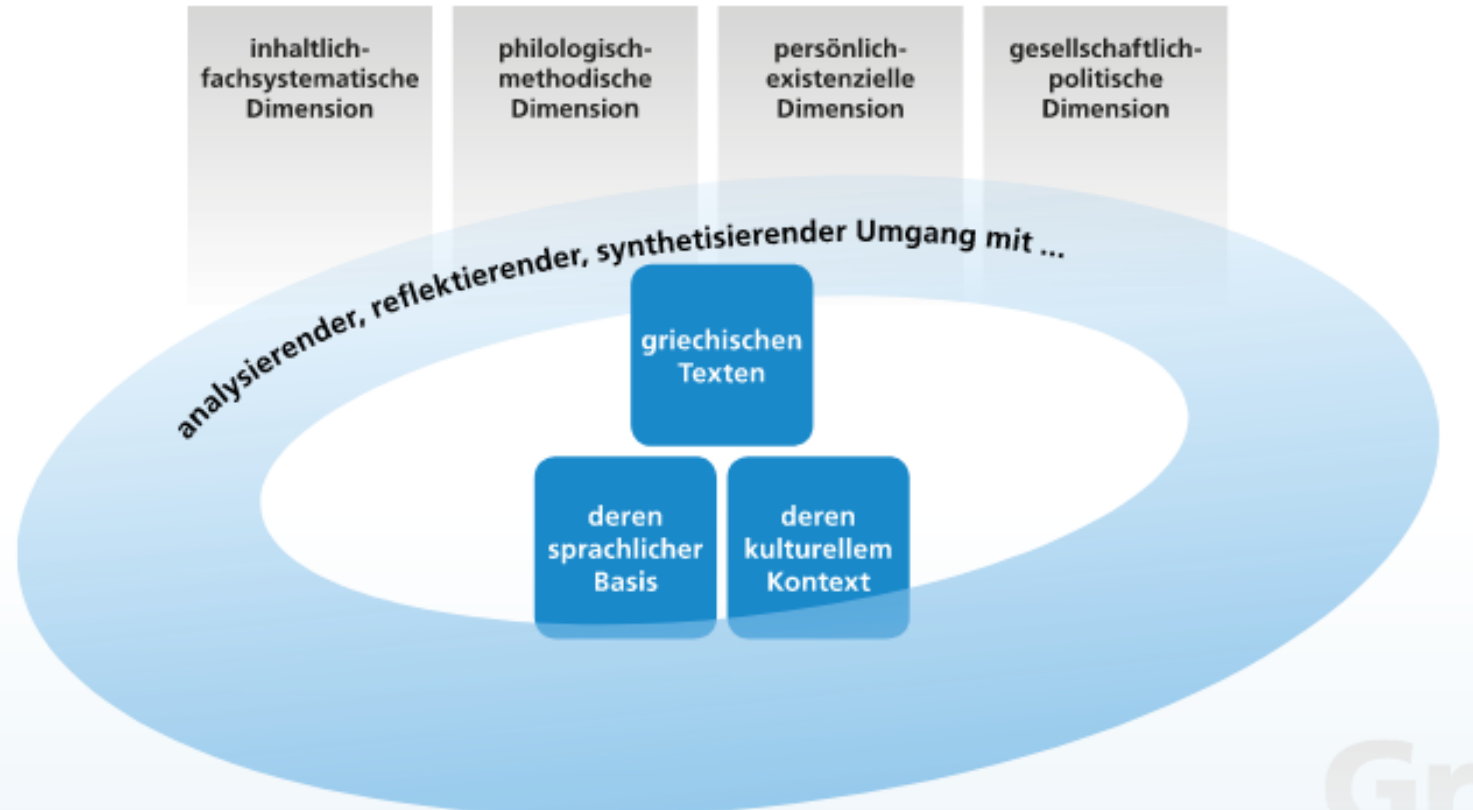 inhaltlich-
fachsystematische
Dimension
philologisch-
methodische
Dimension
persönlich-
existenzielle
Dimension
gesellschaftlich-
politische
Dimension
analysierender, reflektierender, synthetisierender Umgang mit ...
griechischen
Texten
deren
sprachlicher
Basis
deren
kulturellem
Kontext
Gr